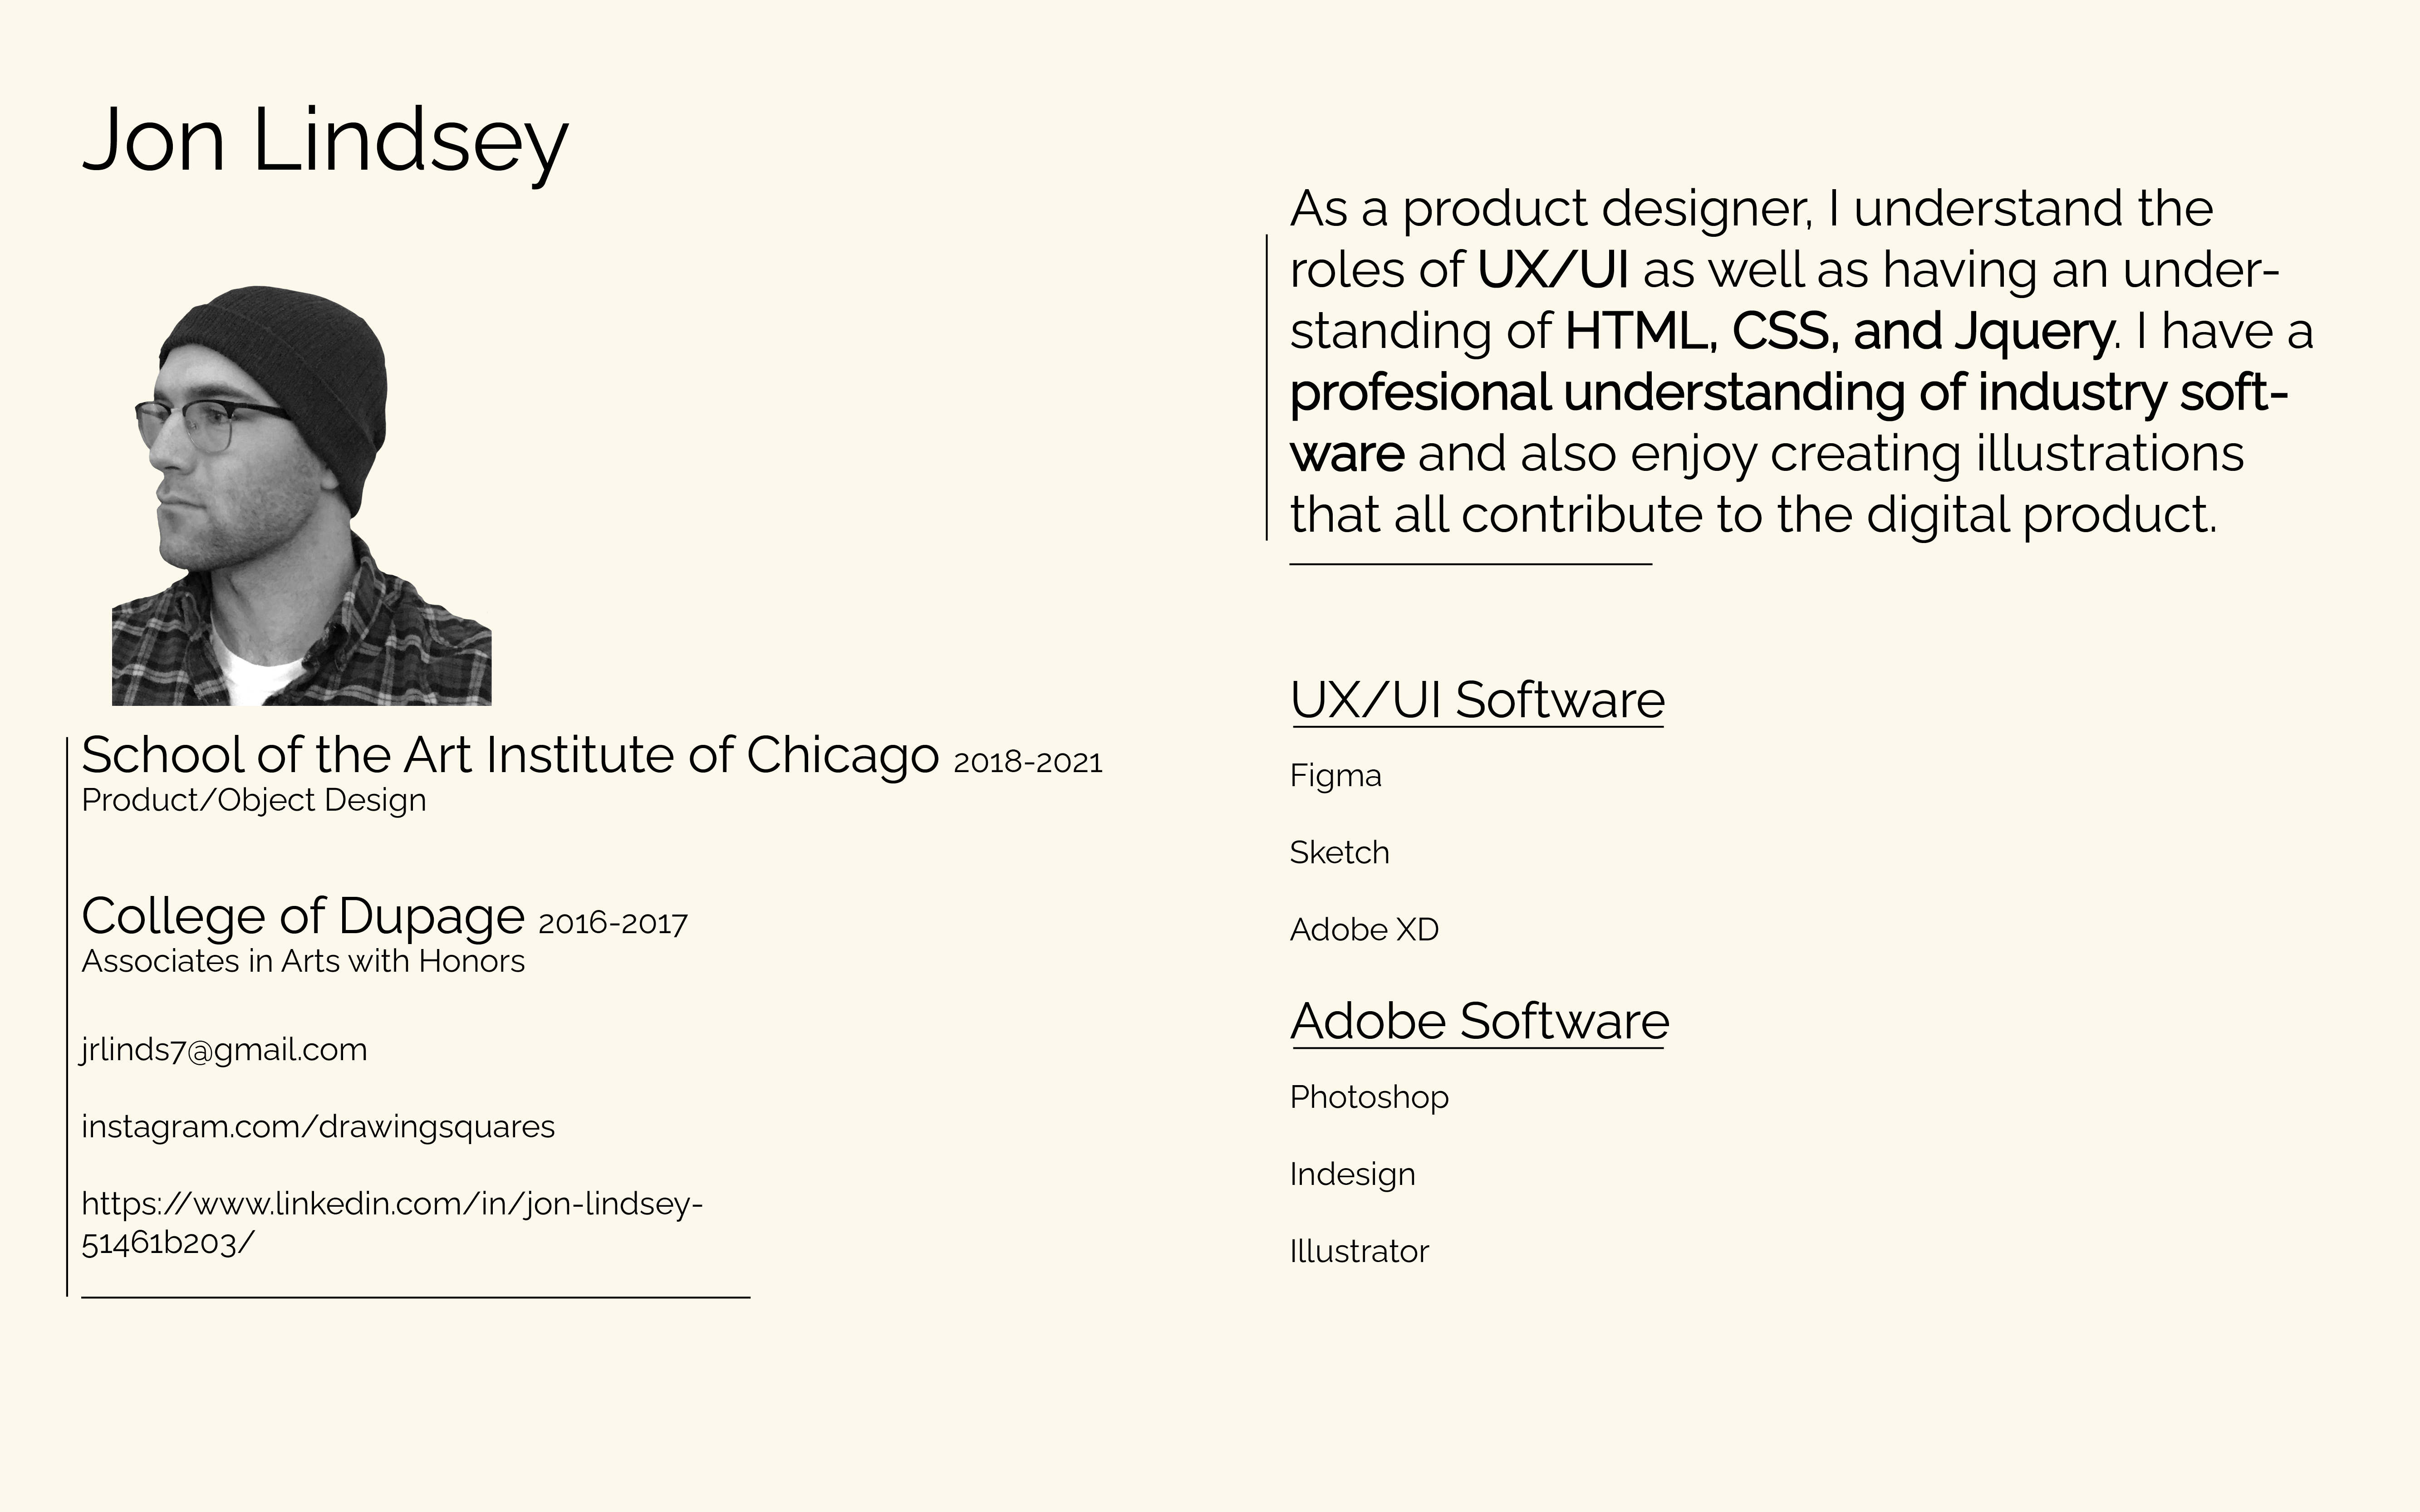 Jon Lindsey
School of the Art Institute of Chicago 2018-2021
Product/Object Design
College of Dupage 2016-2017
Associates in Arts with Honors
jrlinds7@gmail.com
instagram.com/drawingsquares
https://www.linkedin.com/in/jon-lindsey-
51461b203/
As a product designer, I understand the
roles of UX/UI as well as having an under-
standing of HTML, CSS, and Jquery. I have a
profesional understanding of industry soft-
ware and also enjoy creating illustrations
that all contribute to the digital product.
UX/UI Software
Figma
Sketch
Adobe XD
Adobe Software
Photoshop
Indesign
Illustrator